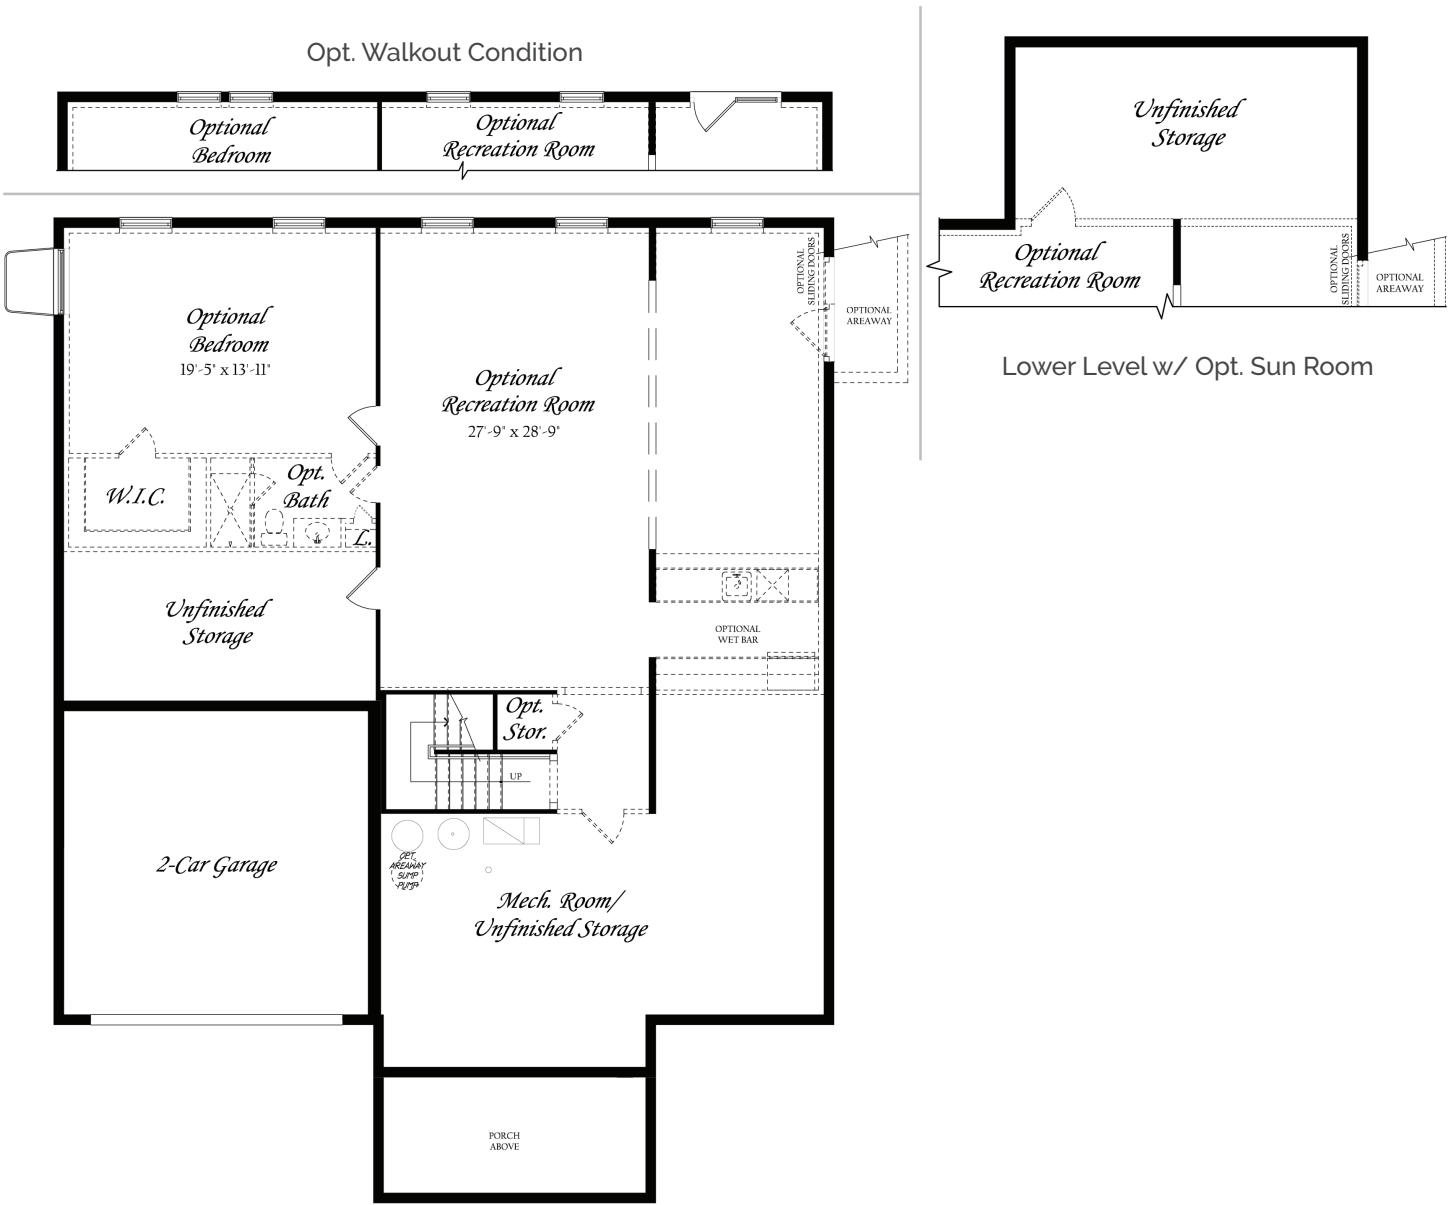 Opt. Walkout Condition
Optional
Bedroom
Optional
Recreation Room
Unfinished
Storage
Optional
Recreation Room
OPTIONAL
SLIDING DOORS
OPTIONAL
AREAWAY
Lower Level w/ Opt. Sun Room
Optional
Bedroom
19'-5" x 13'-11"
Optional
Recreation Room
27'-9" x 28'-9"
OPTIONAL
SLIDING DOORS
OPTIONAL
AREAWAY
W.I.C.
Opt.
Bath
L.
Unfinished
Storage
OPTIONAL
WET BAR
Opt.
Stor.
UP
2-Car Garage
OPT.
AREAWAY
SUMP
PUMP
Mech. Room/
Unfinished Storage
PORCH
ABOVE